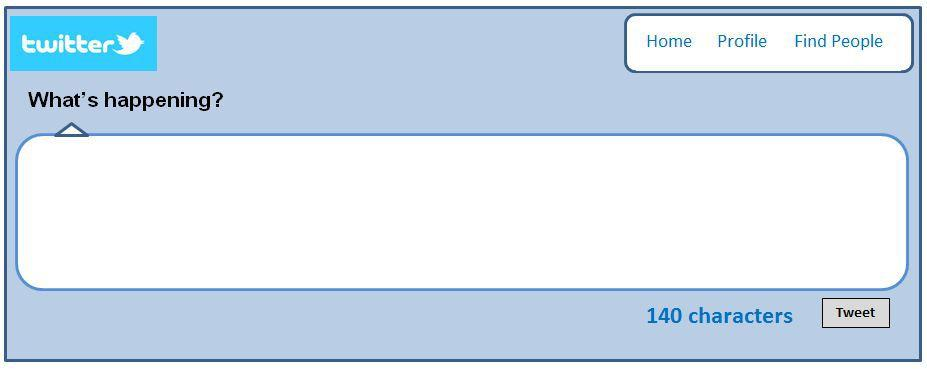 twitter
Home Profile Find People
What's happening?
140 characters
Tweet